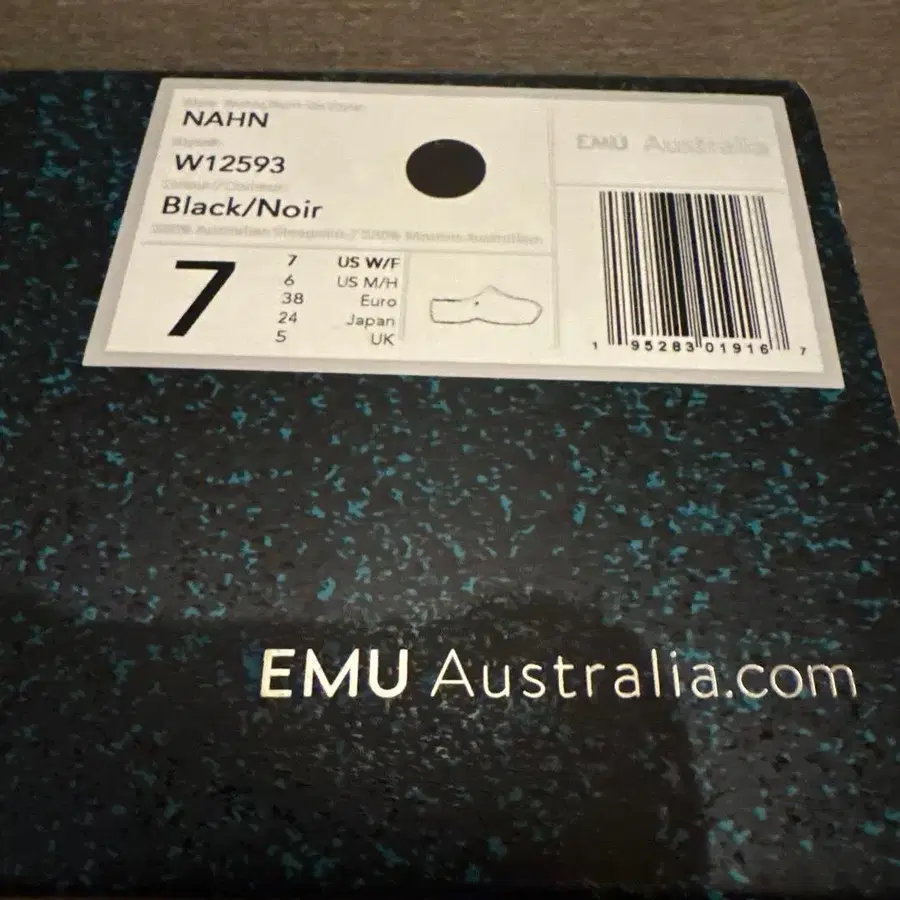 NAHN
W12593
Black/Noir
7
7 US W/F
6 US M/H
38 Euro
24 Japan
5 UK
EMU Australia
1 95283 01916 7
EMU Australia.com